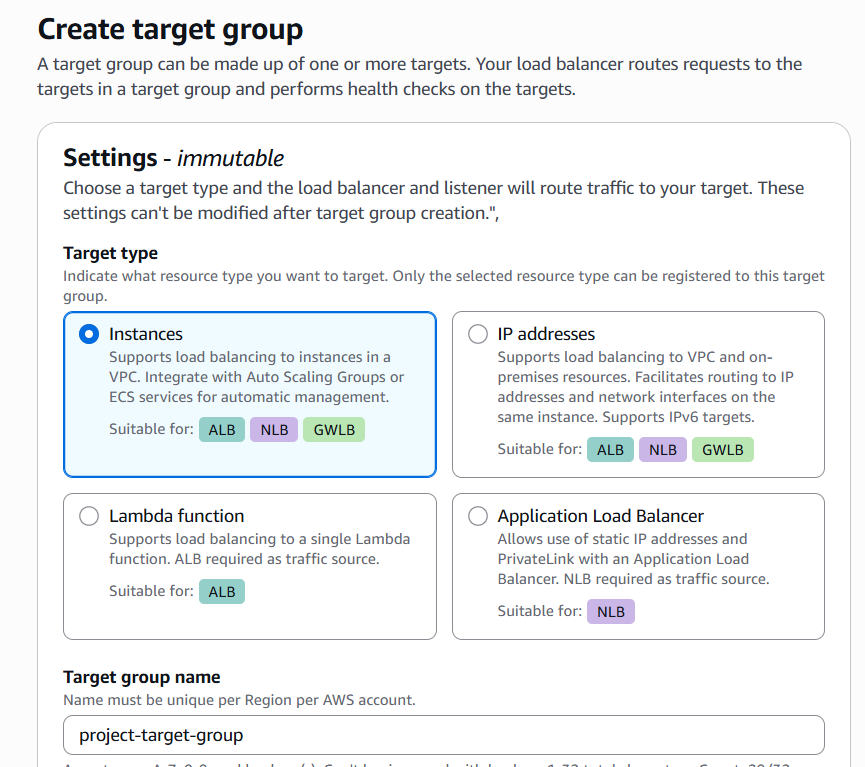 Create target group
A target group can be made up of one or more targets. Your load balancer routes requests to the
targets in a target group and performs health checks on the targets.
Settings - immutable
Choose a target type and the load balancer and listener will route traffic to your target. These
settings can't be modified after target group creation.",
Target type
Indicate what resource type you want to target. Only the selected resource type can be registered to this target
group.
Instances
Supports load balancing to instances in a
VPC. Integrate with Auto Scaling Groups or
ECS services for automatic management.
Suitable for: ALB NLB GWLB
IP addresses
Supports load balancing to VPC and on-
premises resources. Facilitates routing to IP
addresses and network interfaces on the
same instance. Supports IPv6 targets.
Suitable for: ALB NLB GWLB
Lambda function
Supports load balancing to a single Lambda
function. ALB required as traffic source.
Suitable for: ALB
Application Load Balancer
Allows use of static IP addresses and
PrivateLink with an Application Load
Balancer. NLB required as traffic source.
Suitable for: NLB
Target group name
Name must be unique per Region per AWS account.
project-target-group